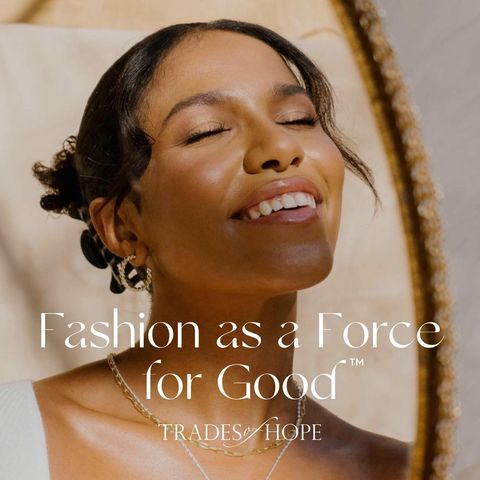 Fashion as a Force
for Good™
TRADES of HOPE